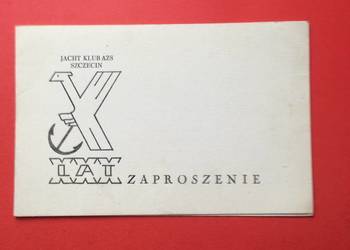 JACHT KLUB AZS
SZCZECIN
X
LAT
ZAPROSZENIE